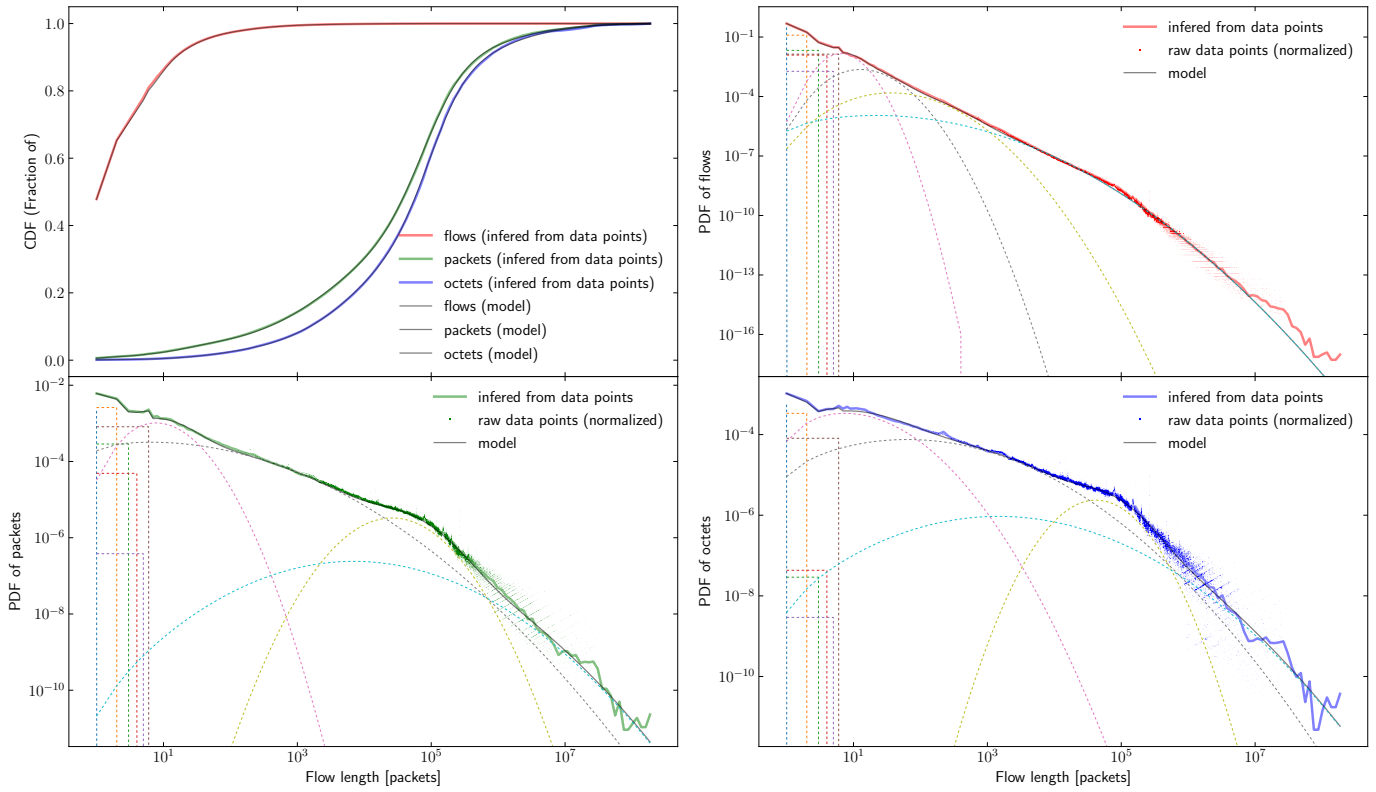 CDF (Fraction of)
1.0
0.8
0.6
0.4
0.2
0.0
flows (infered from data points)
packets (infered from data points)
octets (infered from data points)
flows (model)
packets (model)
octets (model)
PDF of flows
10⁻¹
10⁻⁴
10⁻⁷
10⁻¹⁰
10⁻¹³
10⁻¹⁶
infered from data points
raw data points (normalized)
model
PDF of packets
10⁻²
10⁻⁴
10⁻⁶
10⁻⁸
10⁻¹⁰
infered from data points
raw data points (normalized)
model
10¹ 10³ 10⁵ 10⁷
Flow length [packets]
PDF of octets
10⁻⁴
10⁻⁶
10⁻⁸
10⁻¹⁰
infered from data points
raw data points (normalized)
model
10¹ 10³ 10⁵ 10⁷
Flow length [packets]